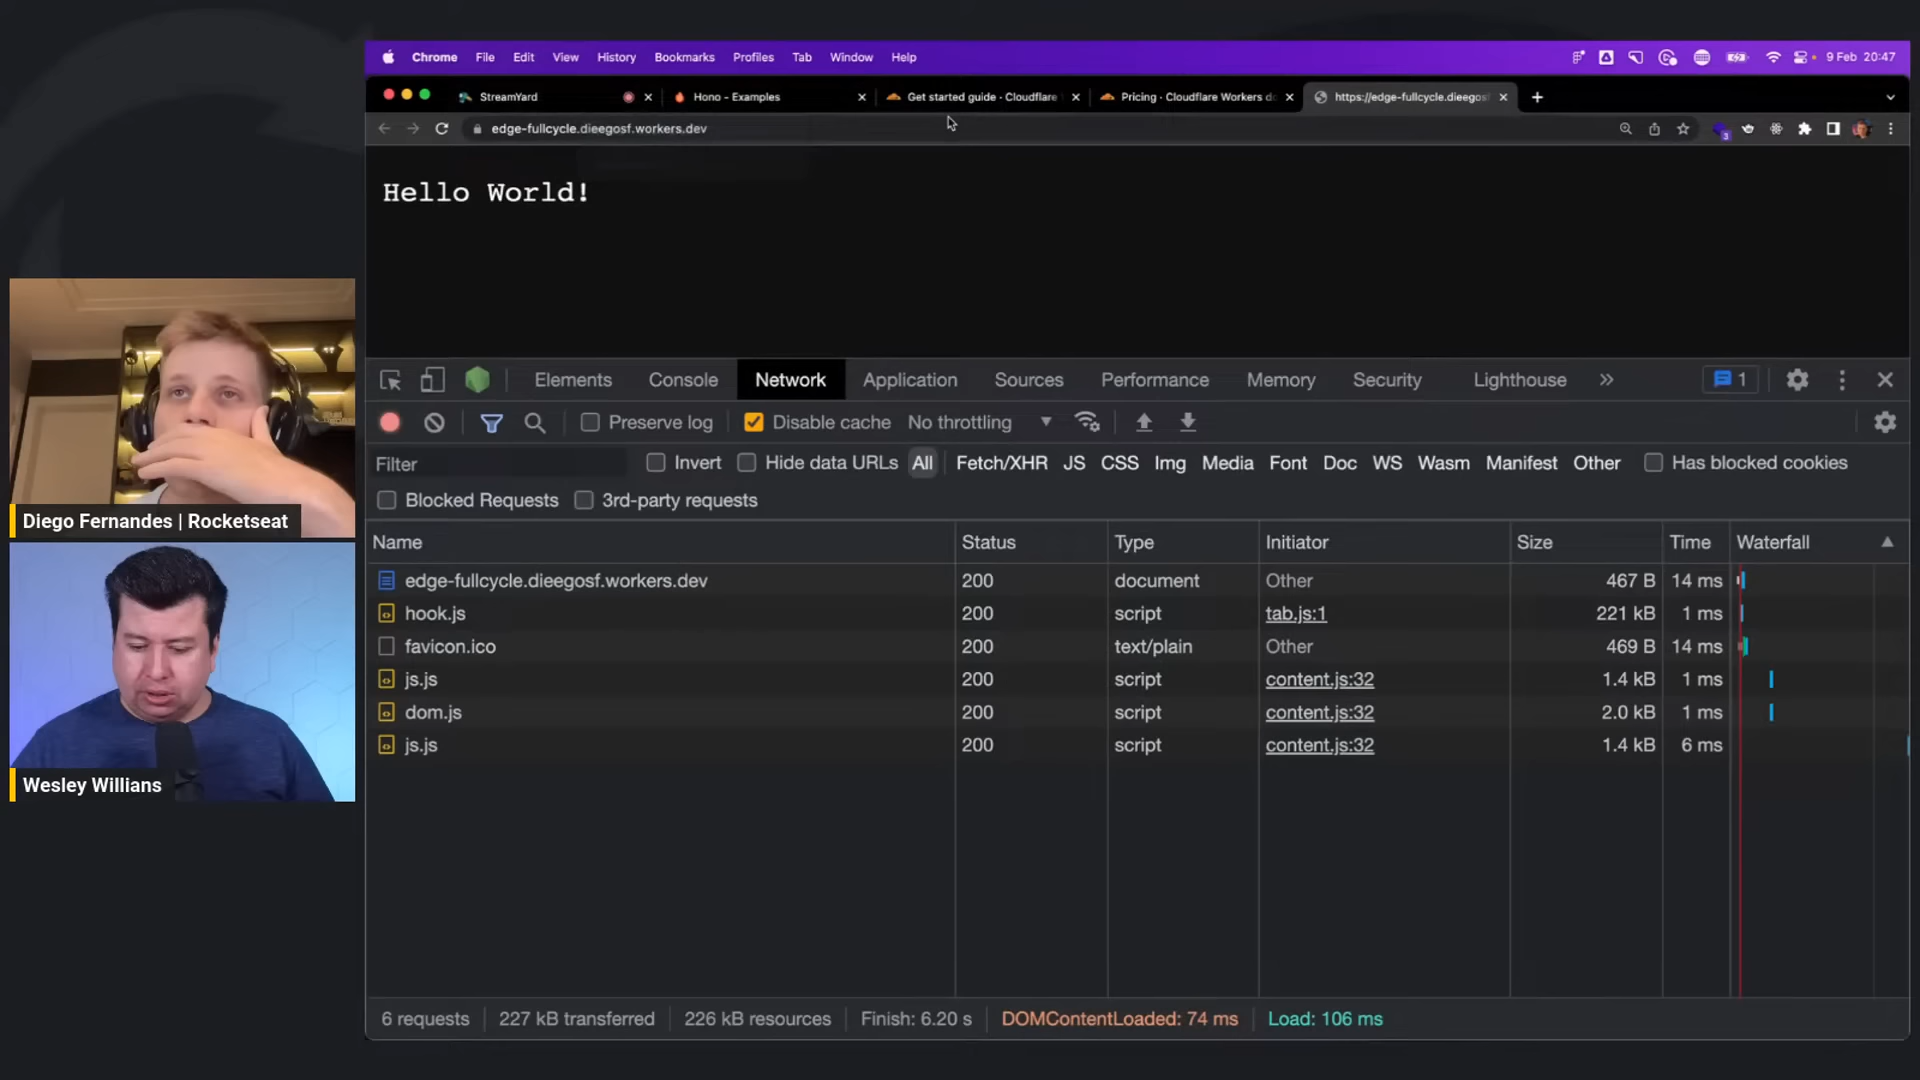 Chrome File Edit View History Bookmarks Profiles Tab Window Help
9 Feb 20:47
StreamYard
Hono - Examples
Get started guide · Cloudflare
Pricing · Cloudflare Workers do
https://edge-fullcycle.dieegosf
edge-fullcycle.dieegosf.workers.dev
3
Hello World!
Elements Console Network Application Sources Performance Memory Security Lighthouse
1
Preserve log Disable cache No throttling
Filter Invert Hide data URLs All Fetch/XHR JS CSS Img Media Font Doc WS Wasm Manifest Other Has blocked cookies
Blocked Requests 3rd-party requests
Name Status Type Initiator Size Time Waterfall
edge-fullcycle.dieegosf.workers.dev 200 document Other 467 B 14 ms
hook.js 200 script tab.js:1 221 kB 1 ms
favicon.ico 200 text/plain Other 469 B 14 ms
js.js 200 script content.js:32 1.4 kB 1 ms
dom.js 200 script content.js:32 2.0 kB 1 ms
js.js 200 script content.js:32 1.4 kB 6 ms
6 requests 227 kB transferred 226 kB resources Finish: 6.20 s DOMContentLoaded: 74 ms Load: 106 ms
Diego Fernandes | Rocketseat
Wesley Willians